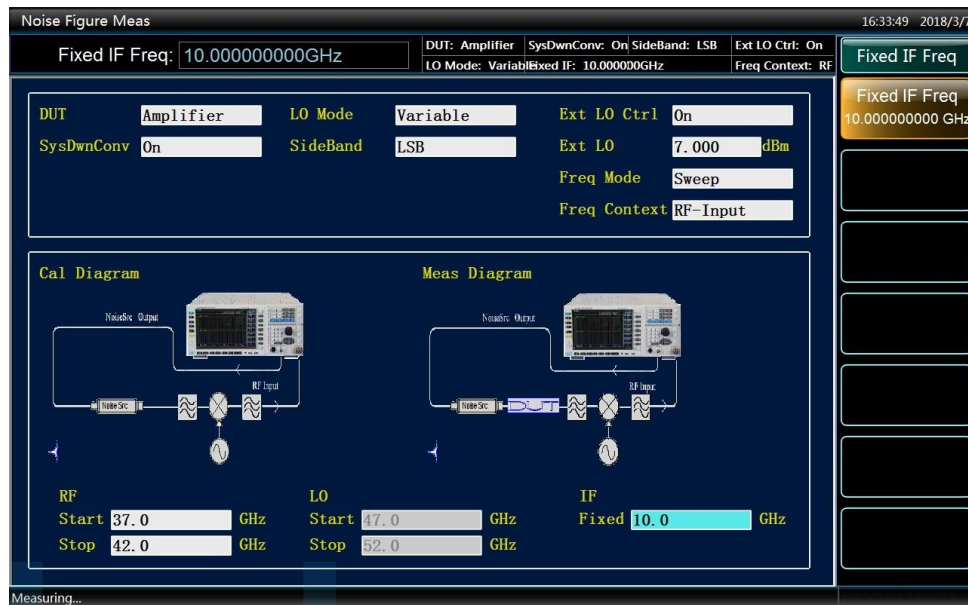 Noise Figure Meas
16:33:49 2018/3/7
Fixed IF Freq: 10.000000000GHz
DUT: Amplifier SysDwnConv: On SideBand: LSB Ext LO Ctrl: On
LO Mode: Variable Fixed IF: 10.00000GHz Freq Context: RF
Fixed IF Freq
Fixed IF Freq
10.000000000 GHz
DUT Amplifier LO Mode Variable Ext LO Ctrl On
SysDwnConv On SideBand LSB Ext LO 7.000 dBm
Freq Mode Sweep
Freq Context RF-Input
Cal Diagram Meas Diagram
NoiseSrc Output NoiseSrc Output
RF Input RF Input
Noise Src Noise Src DUT
RF LO IF
Start 37.0 GHz Start 47.0 GHz Fixed 10.0 GHz
Stop 42.0 GHz Stop 52.0 GHz
Measuring...